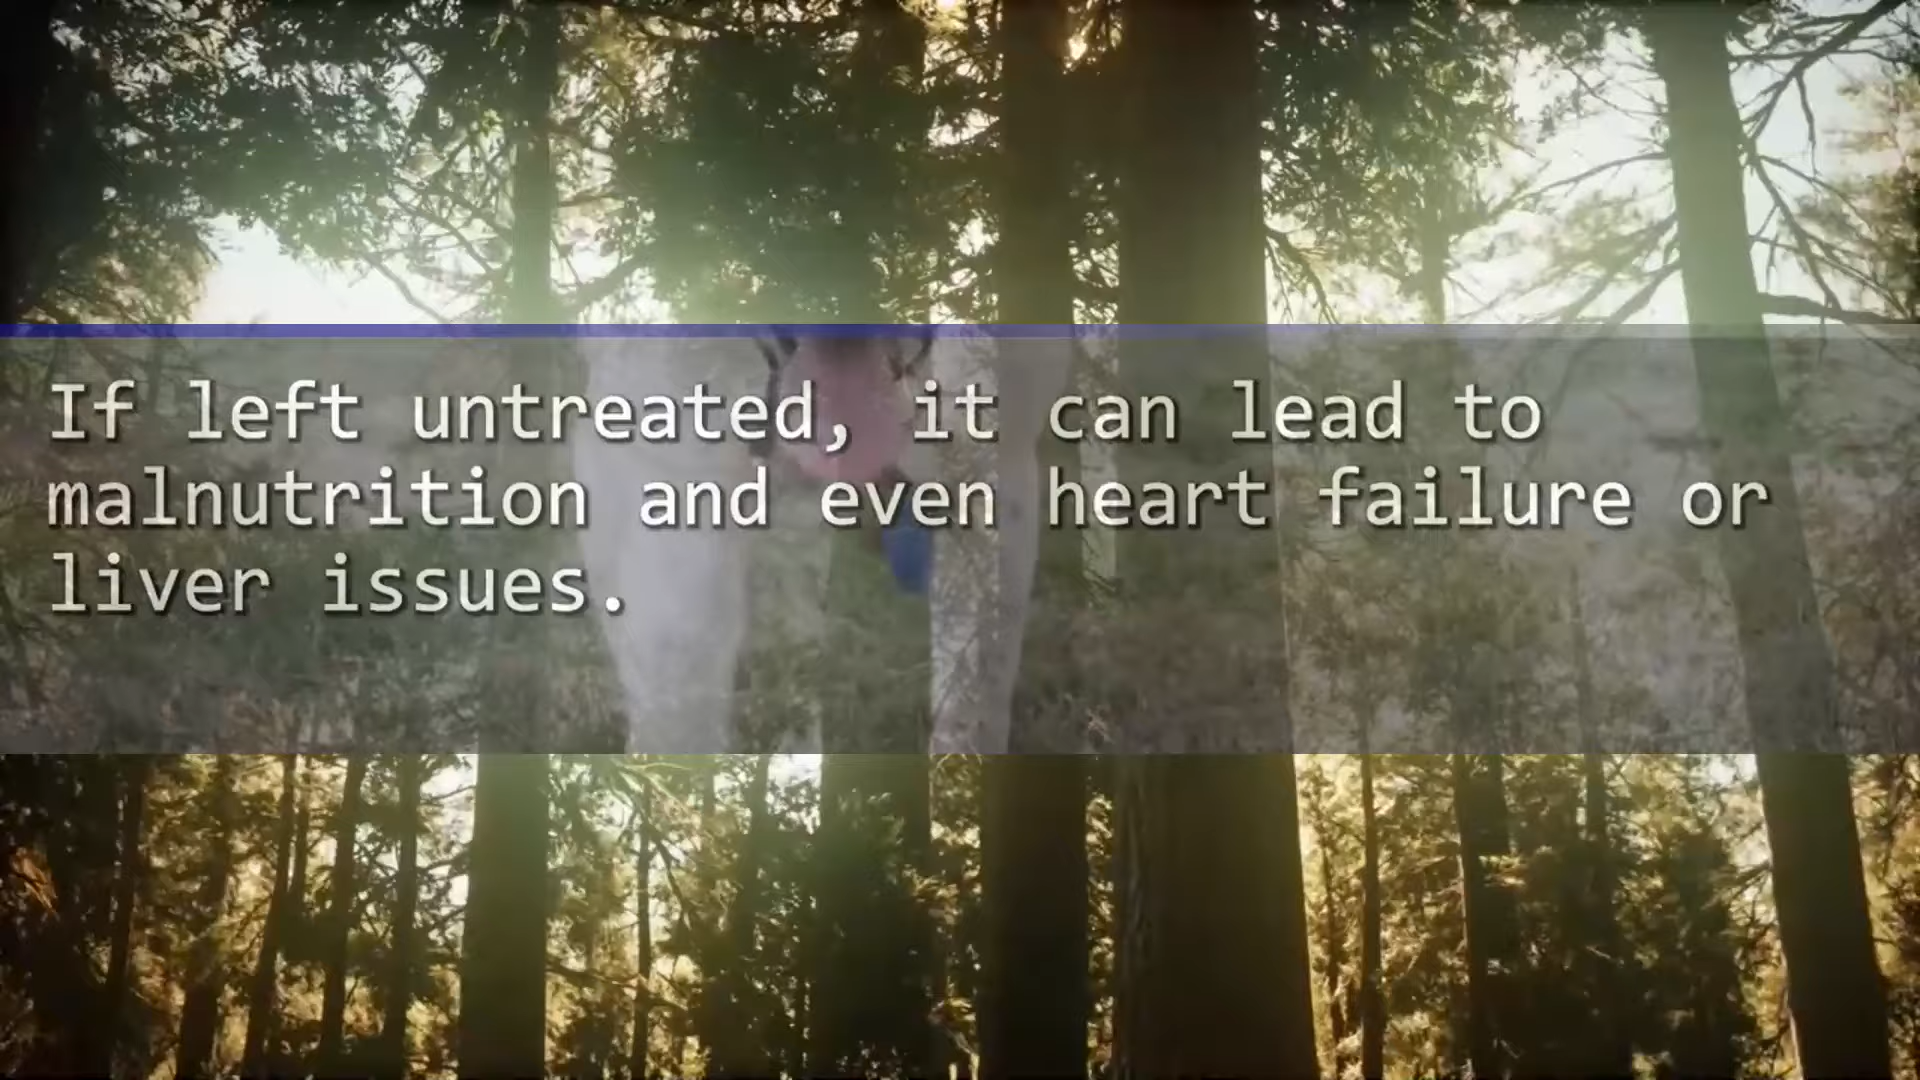 If left untreated, it can lead to
malnutrition and even heart failure or
liver issues.